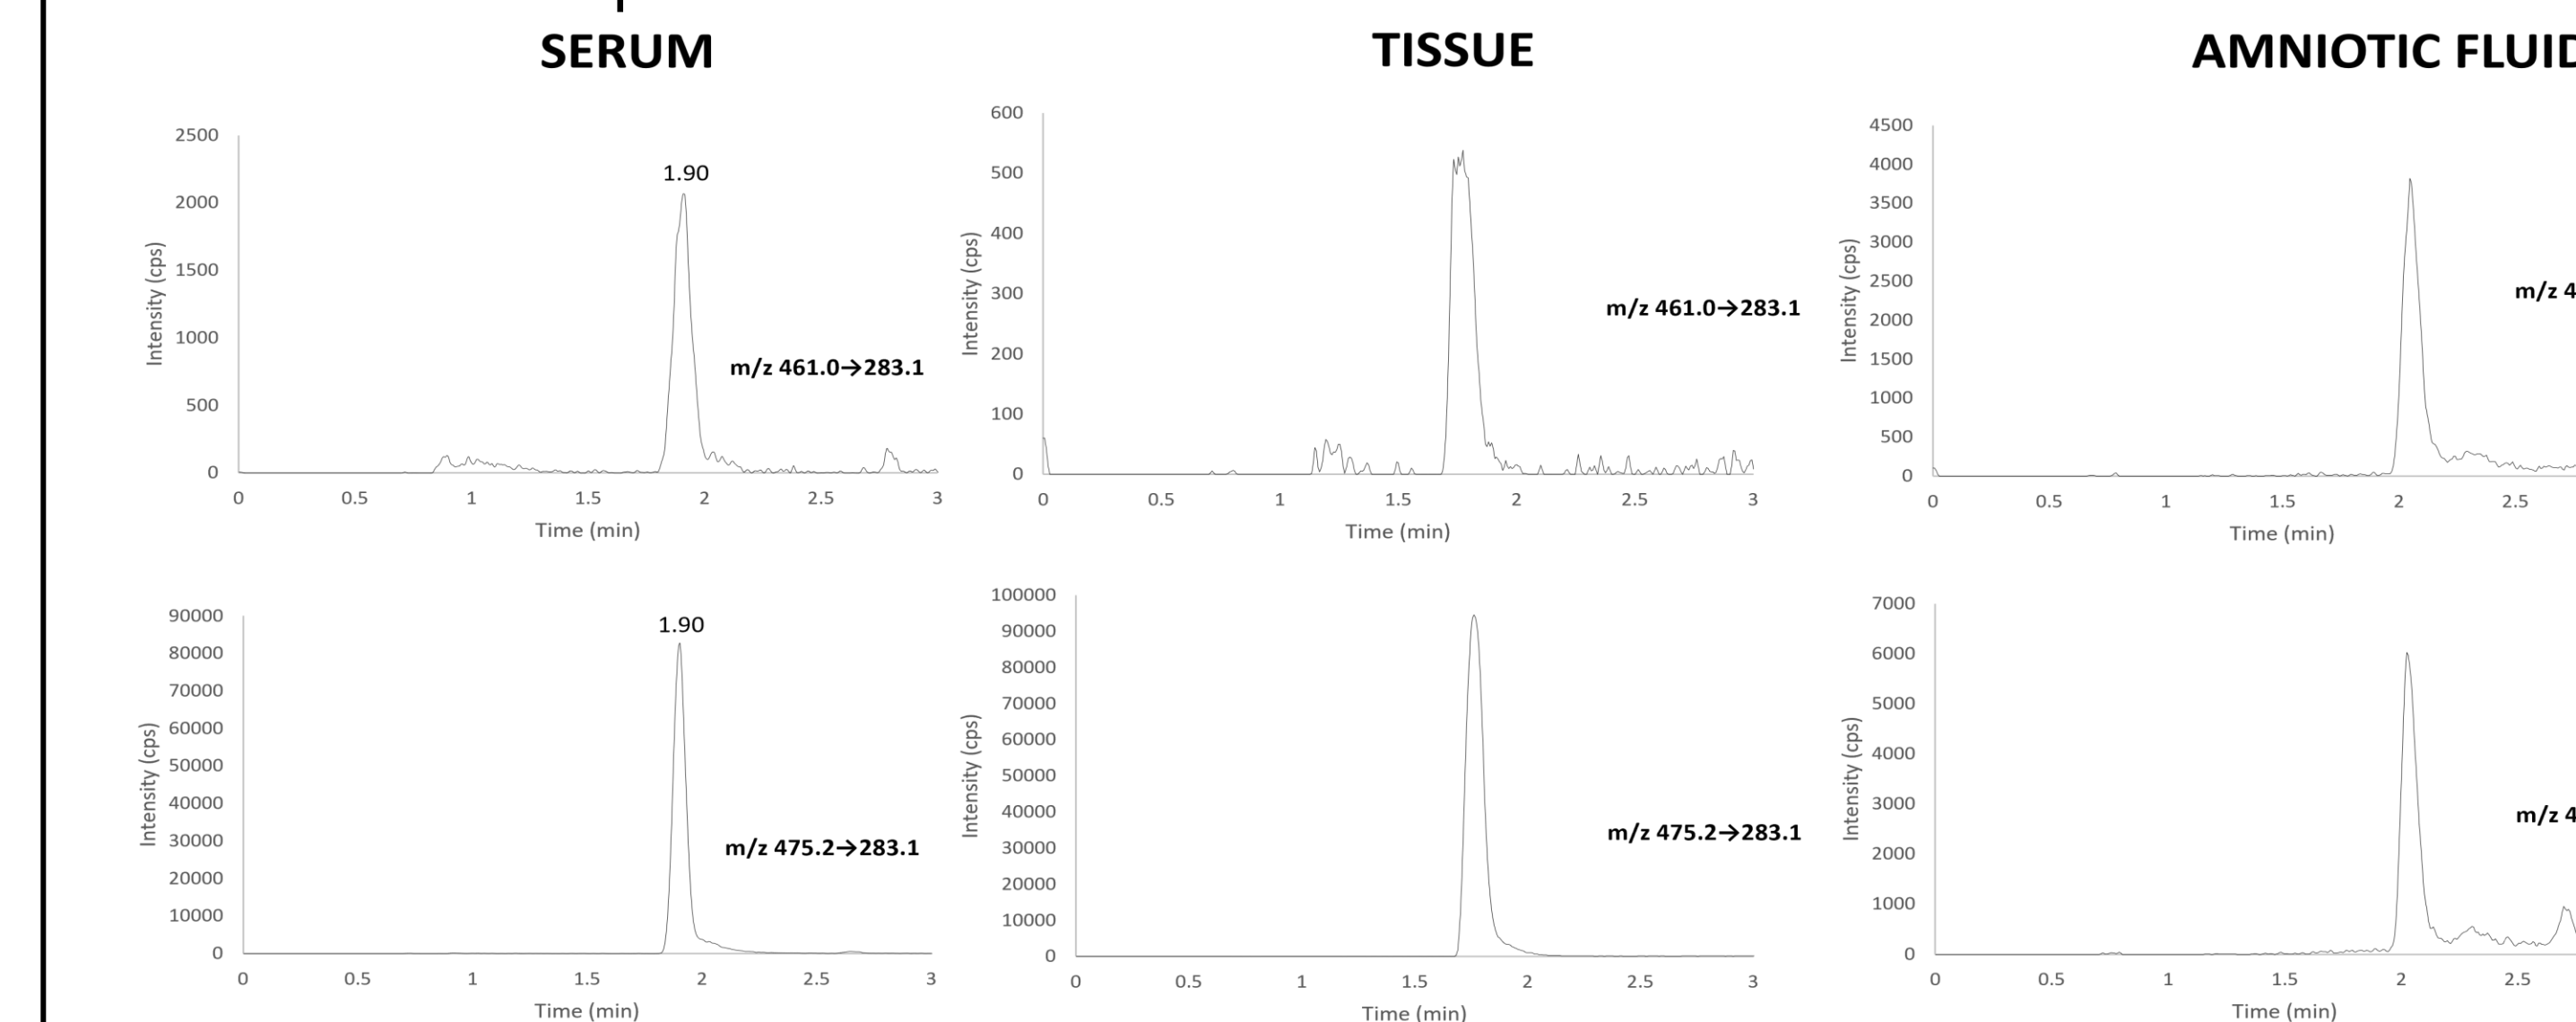 SERUM
TISSUE
AMNIOTIC FLUID
2500
2000
1500
1000
500
0
Intensity (cps)
1.90
m/z 461.0→283.1
0 0.5 1 1.5 2 2.5 3
Time (min)
600
500
400
300
200
100
0
Intensity (cps)
m/z 461.0→283.1
0 0.5 1 1.5 2 2.5 3
Time (min)
4500
4000
3500
3000
2500
2000
1500
1000
500
0
Intensity (cps)
m/z 4
0 0.5 1 1.5 2 2.5
Time (min)
90000
80000
70000
60000
50000
40000
30000
20000
10000
0
Intensity (cps)
1.90
m/z 475.2→283.1
0 0.5 1 1.5 2 2.5 3
Time (min)
100000
90000
80000
70000
60000
50000
40000
30000
20000
10000
0
Intensity (cps)
m/z 475.2→283.1
0 0.5 1 1.5 2 2.5 3
Time (min)
7000
6000
5000
4000
3000
2000
1000
0
Intensity (cps)
m/z 4
0 0.5 1 1.5 2 2.5
Time (min)